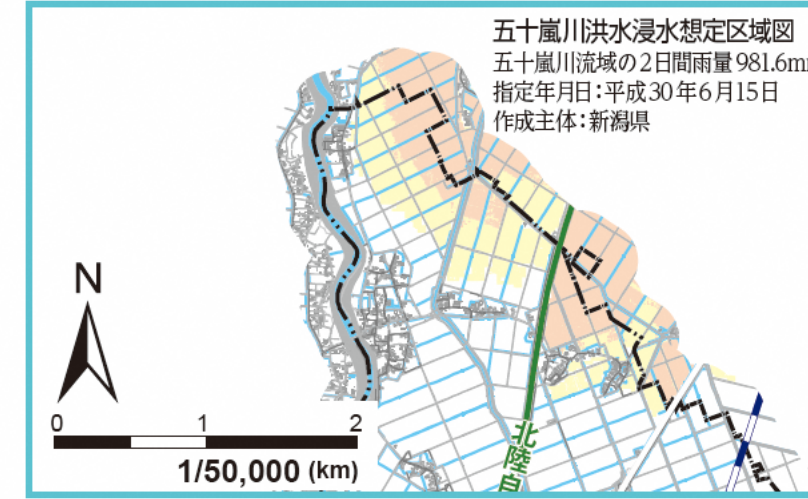 五十嵐川洪水浸水想定区域図
五十嵐川流域の2日間雨量981.6mm
指定年月日：平成30年6月15日
作成主体：新潟県
N
0 1 2
1/50,000 (km)
北陸自